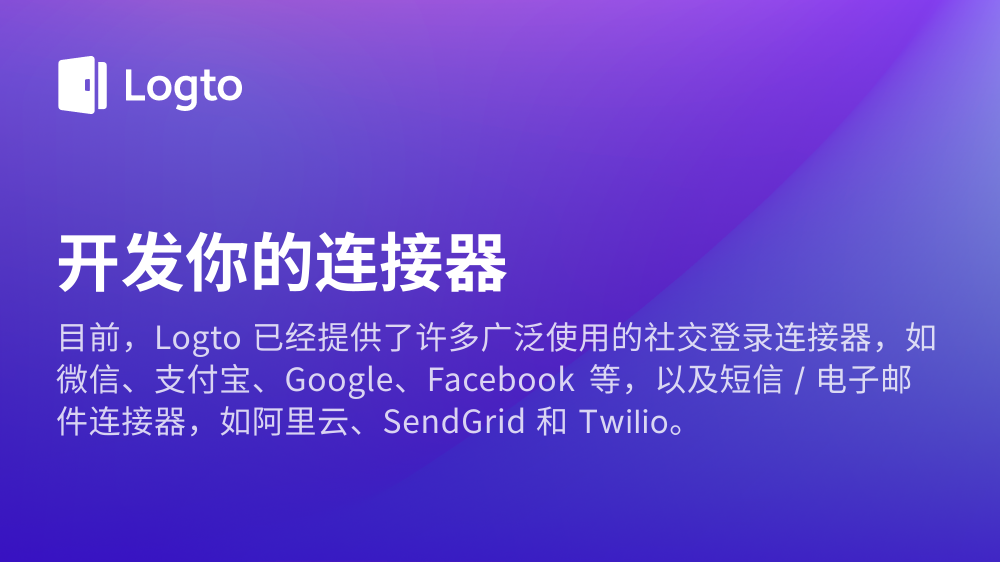 Logto
开发你的连接器
目前，Logto 已经提供了许多广泛使用的社交登录连接器，如
微信、支付宝、Google、Facebook 等，以及短信 / 电子邮
件连接器，如阿里云、SendGrid 和 Twilio。